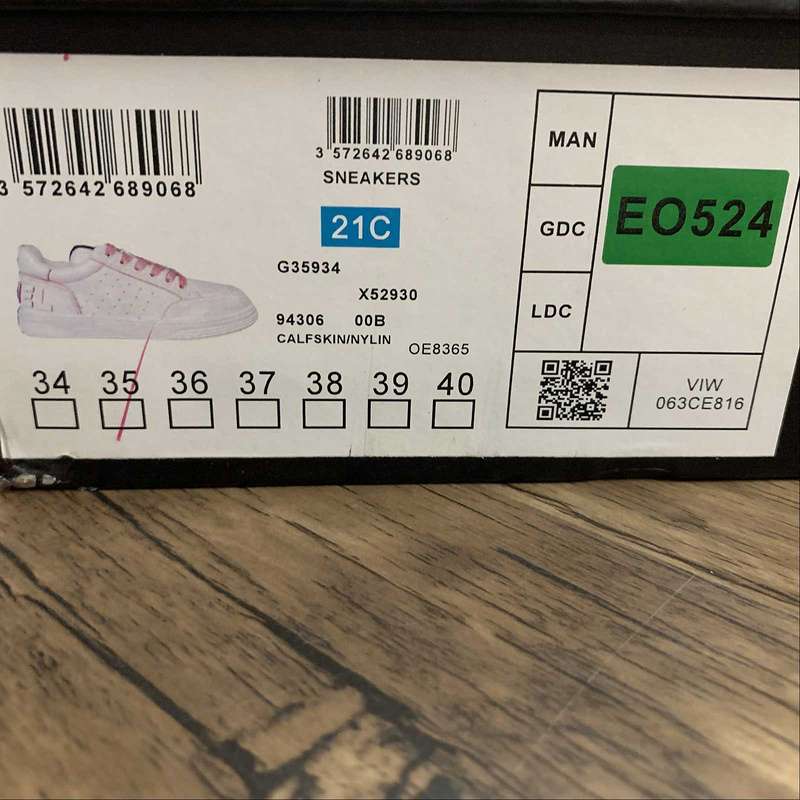 3 572642 689068
3 572642 689068
SNEAKERS
21C
G35934
X52930
94306 00B
CALFSKIN/NYLIN
OE8365
34 35 36 37 38 39 40
MAN
GDC
LDC
EO524
VIW
063CE816